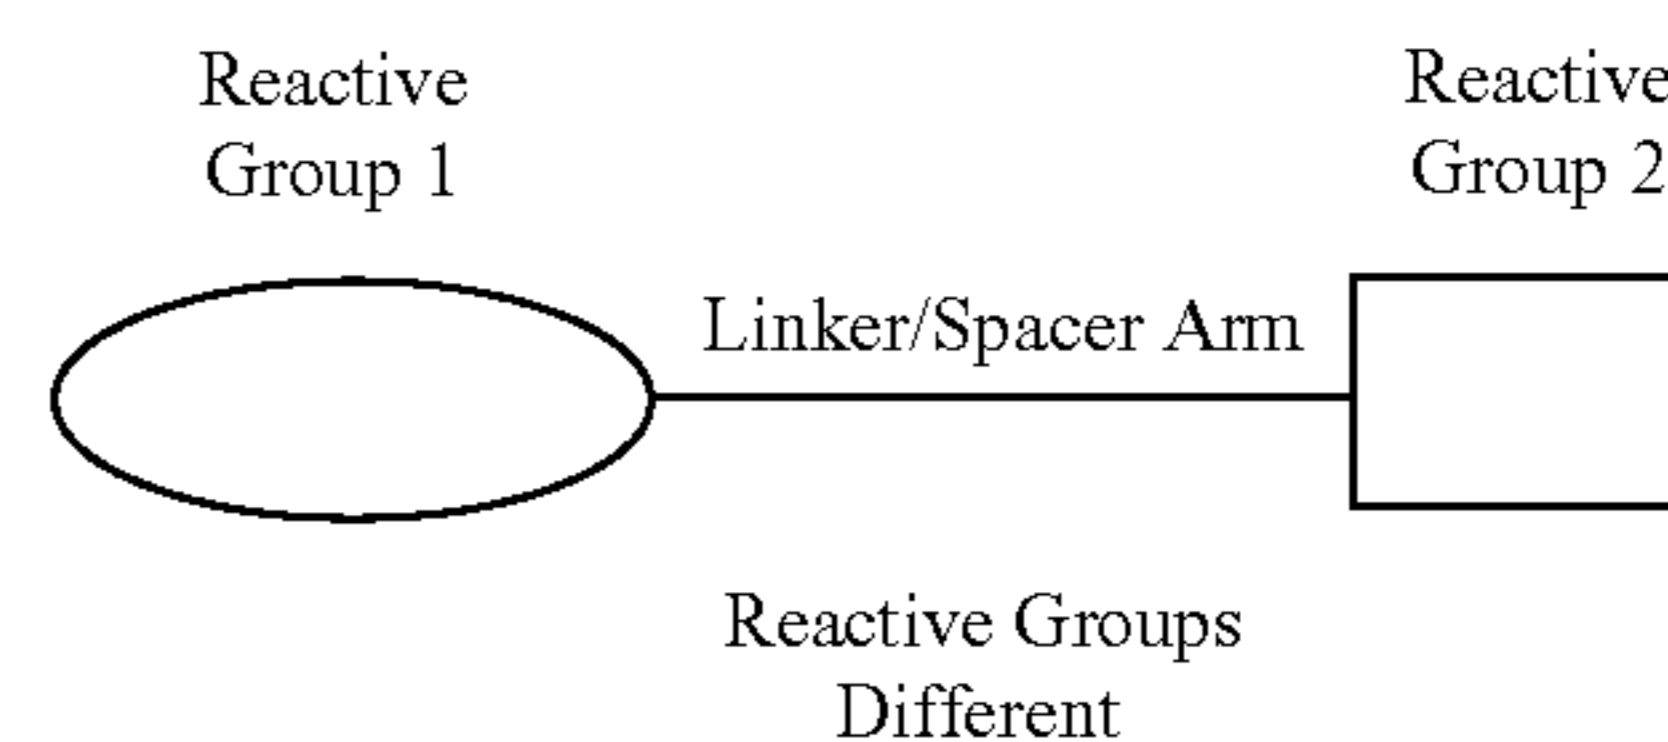 Reactive
Group 1
Reactive
Group 2
Linker/Spacer Arm
Reactive Groups
Different